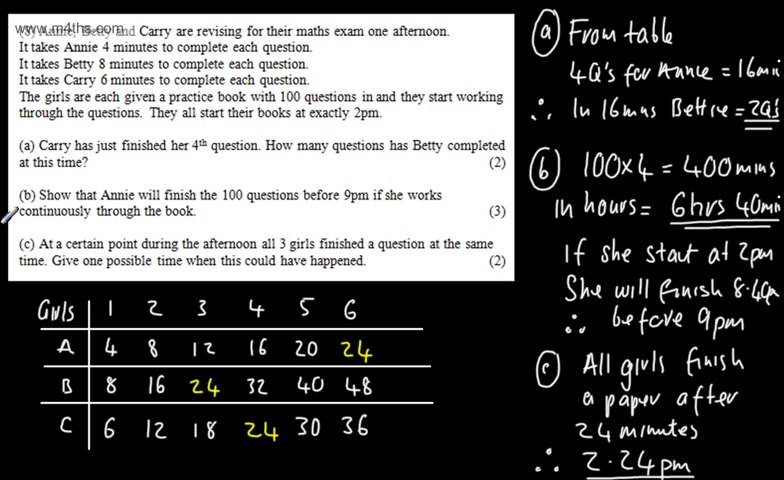 www.m4ths.com
(5) Annie, Betty and Carry are revising for their maths exam one afternoon.
It takes Annie 4 minutes to complete each question.
It takes Betty 8 minutes to complete each question.
It takes Carry 6 minutes to complete each question.
The girls are each given a practice book with 100 questions in and they start working
through the questions. They all start their books at exactly 2pm.
(a) Carry has just finished her 4th question. How many questions has Betty completed
at this time? (2)
(b) Show that Annie will finish the 100 questions before 9pm if she works
continuously through the book. (3)
(c) At a certain point during the afternoon all 3 girls finished a question at the same
time. Give one possible time when this could have happened. (2)
Girls 1 2 3 4 5 6
A 4 8 12 16 20 24
B 8 16 24 32 40 48
C 6 12 18 24 30 36
(a) From table
4Q's for Annie = 16min
∴ In 16mins Bettie = 2Qs
(b) 100x4 = 400mins
in hours = 6hrs 40min
If she start at 2pm
She will finish 8.40p
∴ before 9pm
(c) All girls finish
a paper after
24 minutes
∴ 2.24pm